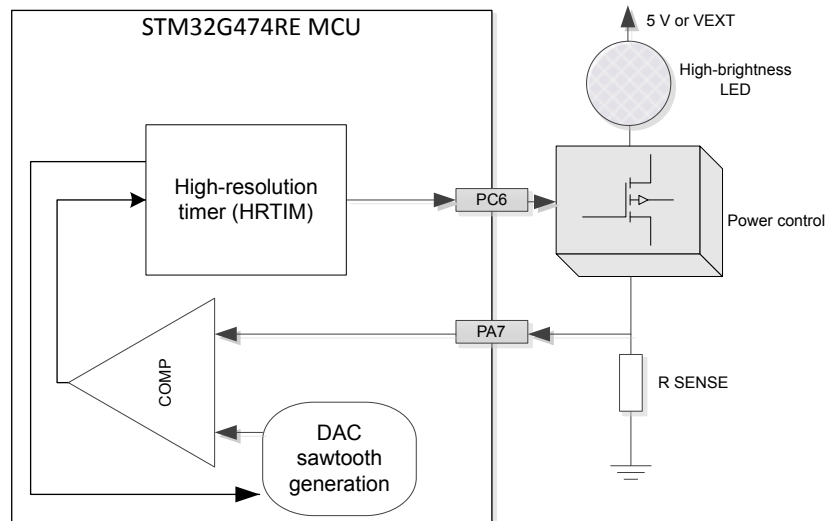 STM32G474RE MCU
5 V or VEXT
High-brightness
LED
High-resolution
timer (HRTIM)
PC6
Power control
PA7
COMP
R SENSE
DAC
sawtooth
generation